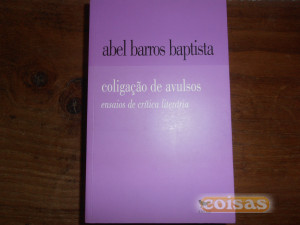 abel barros baptista
coligação de avulsos
ensaios de crítica literária
coisas